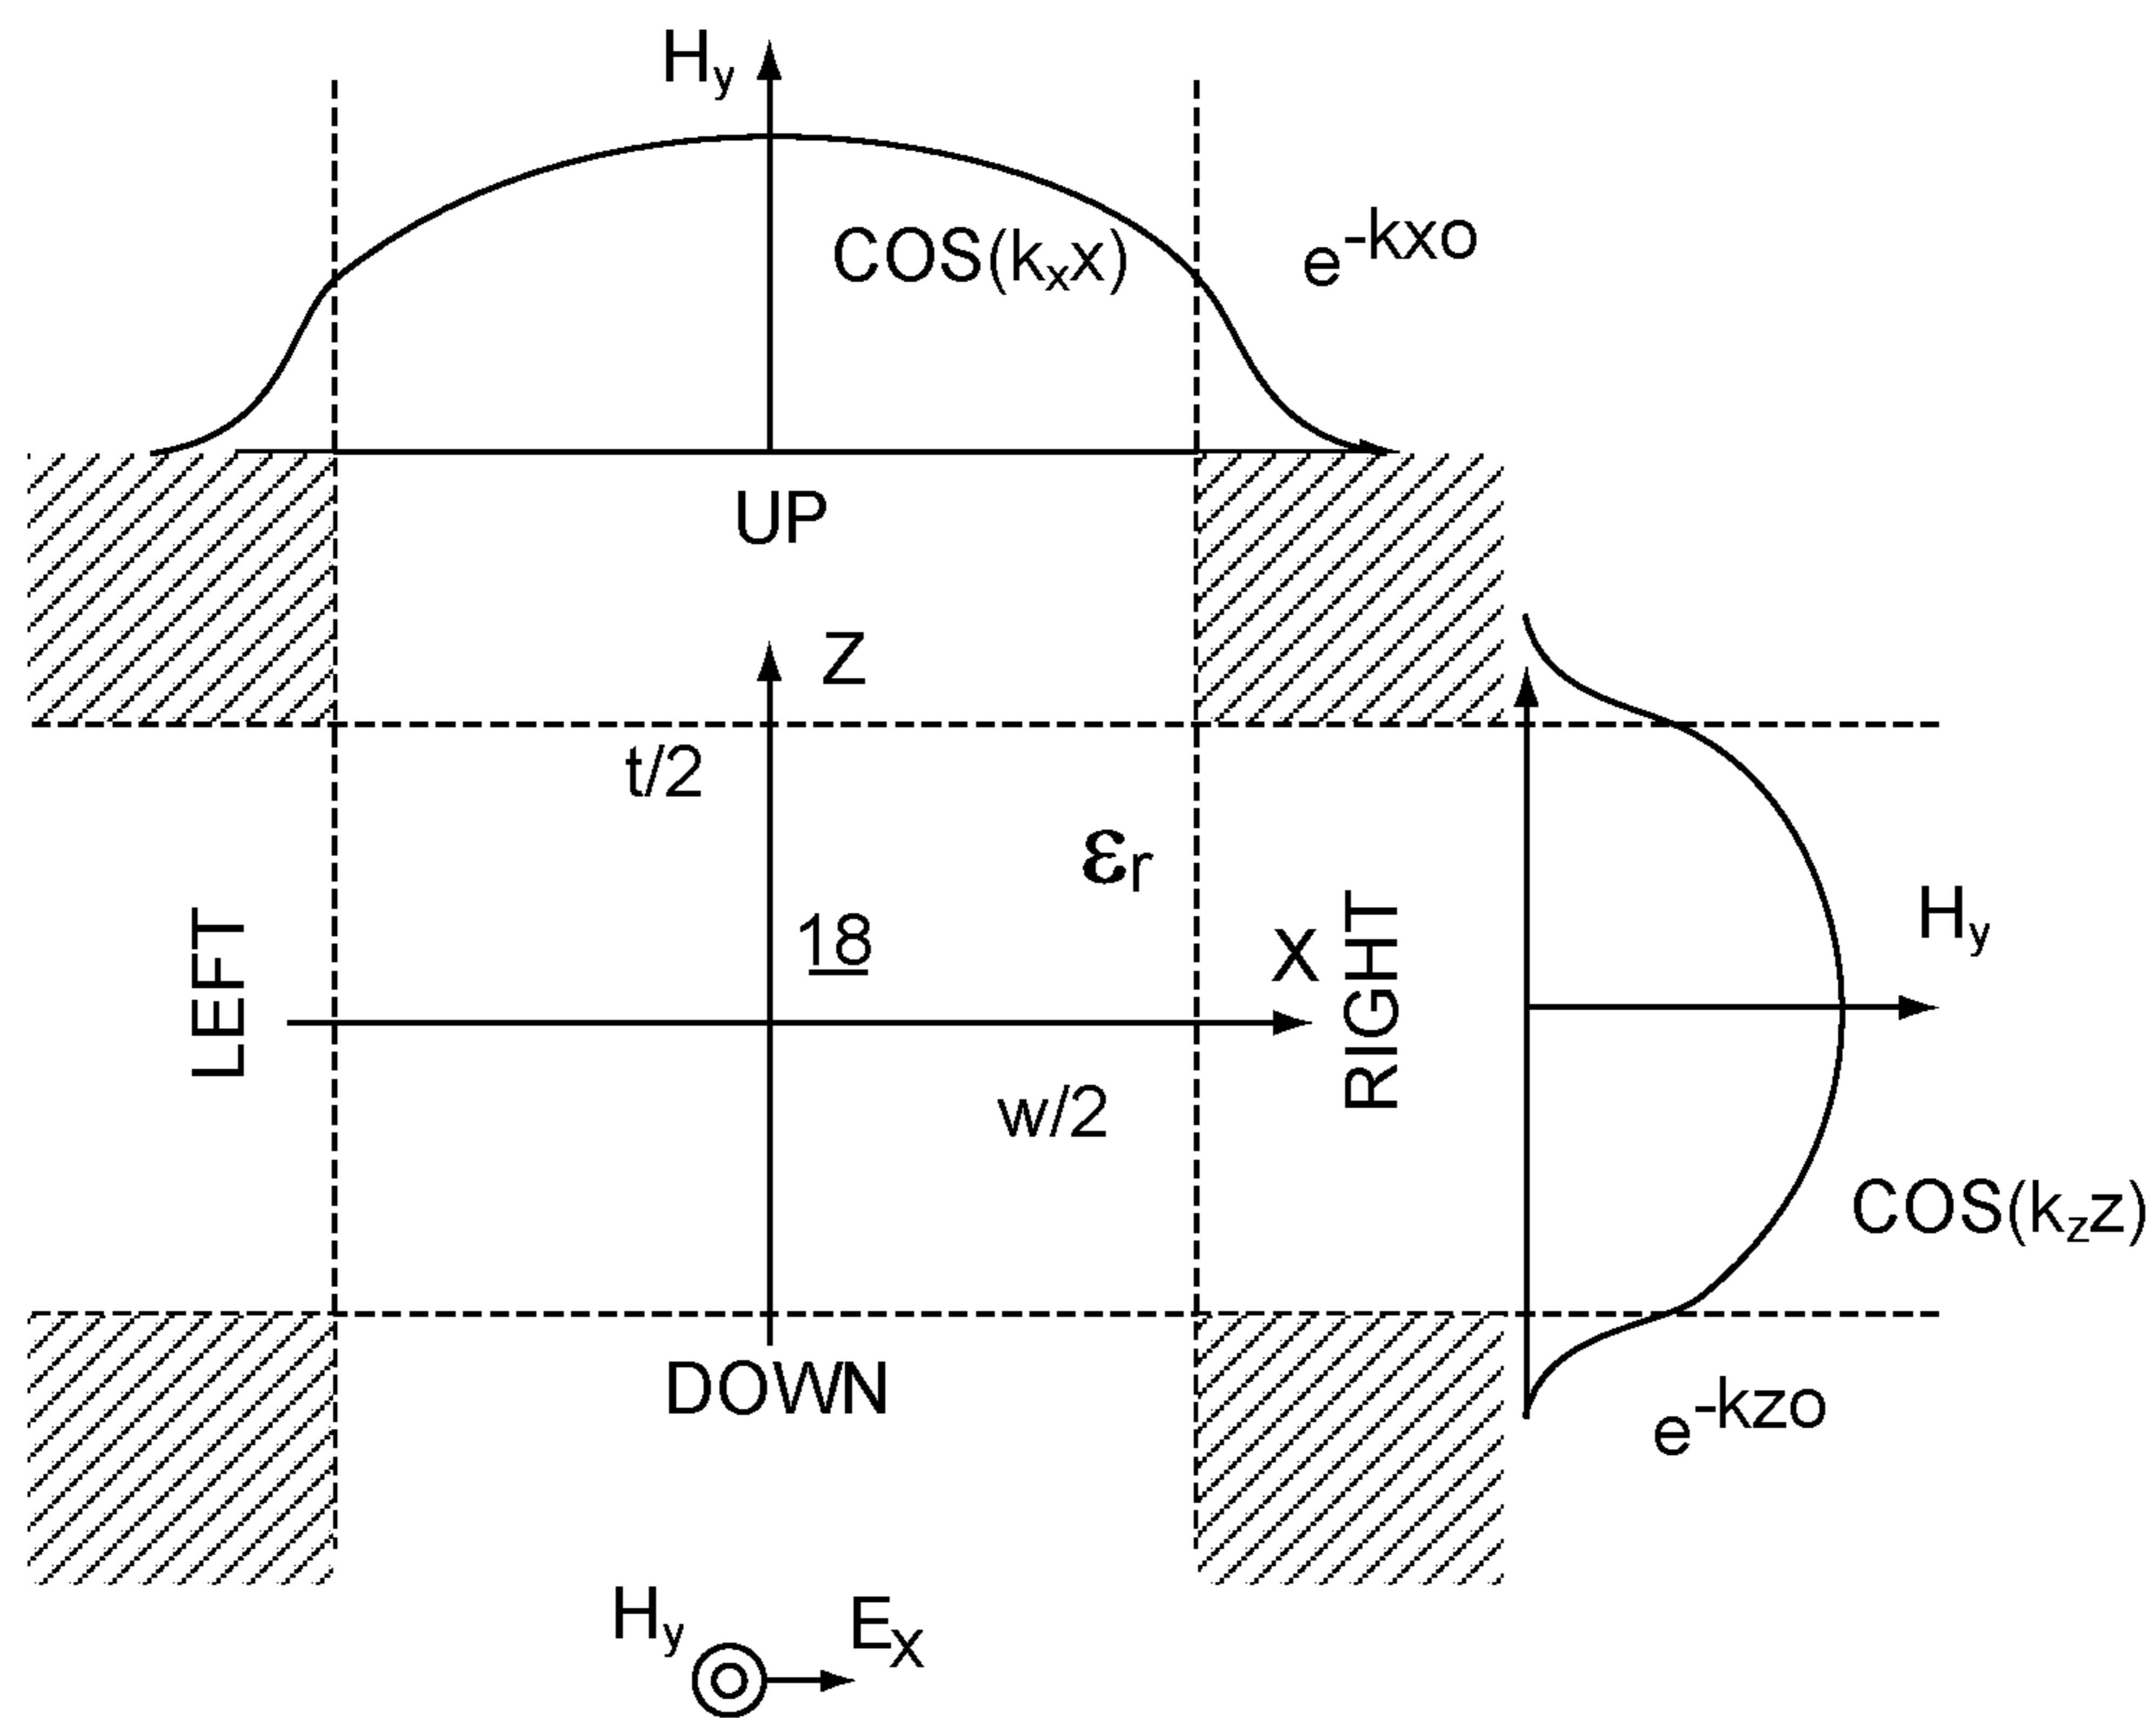 Hy
COS(kxx)
e-kxo
UP
Z
t/2
εr
18
X
LEFT
RIGHT
Hy
w/2
COS(kzz)
DOWN
e-kzo
Hy
Ex